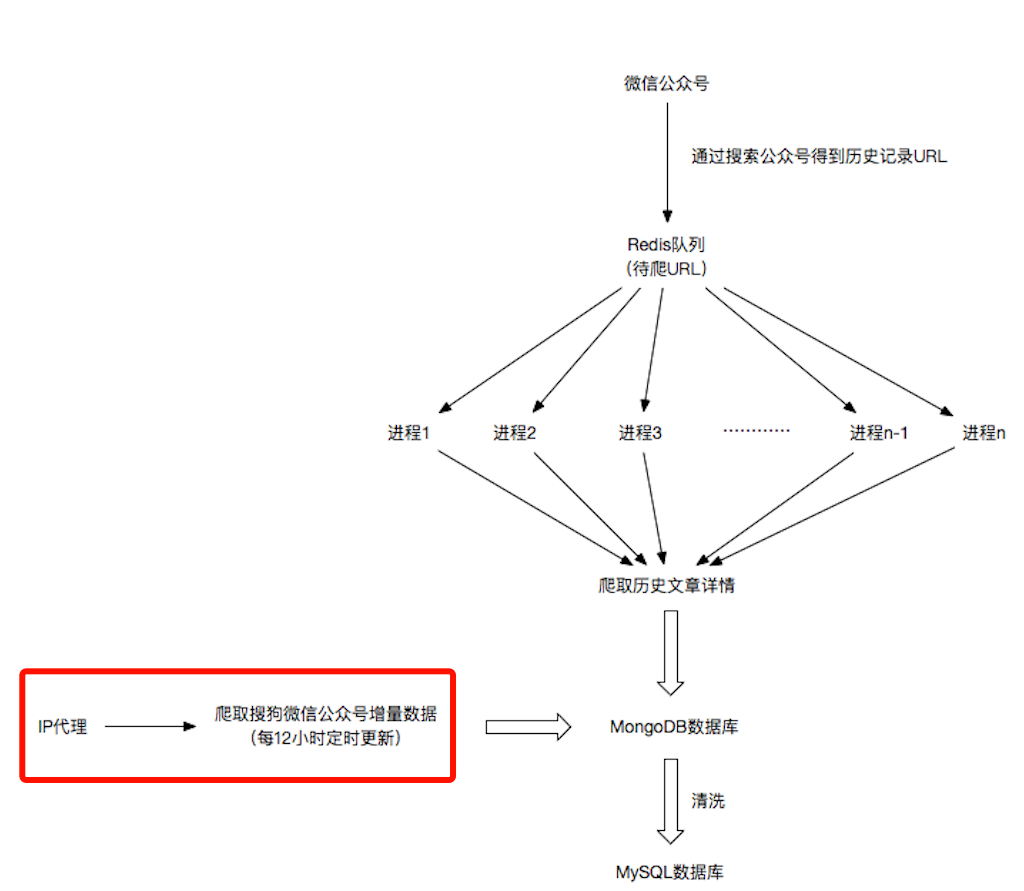 微信公众号
通过搜索公众号得到历史记录URL
Redis队列
（待爬URL）
进程1
进程2
进程3
············
进程n-1
进程n
爬取历史文章详情
IP代理
爬取搜狗微信公众号增量数据
（每12小时定时更新）
MongoDB数据库
清洗
MySQL数据库